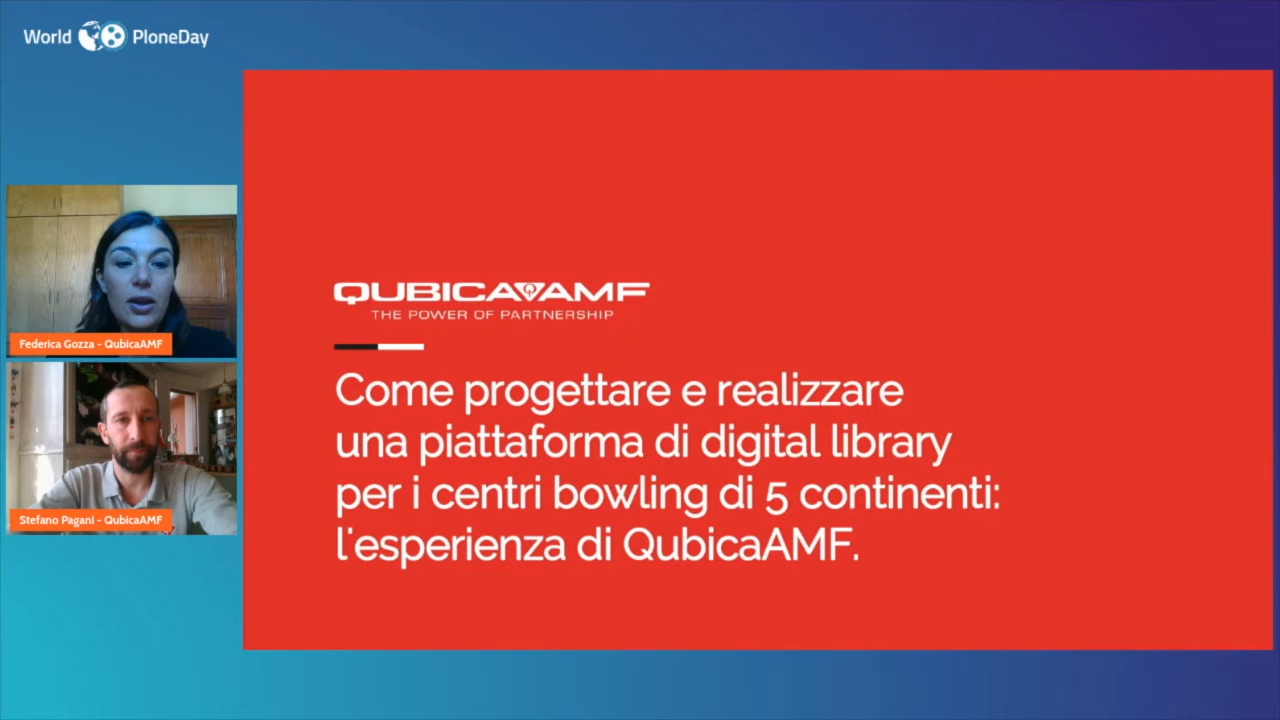 World PloneDay
Federica Gozza - QubicaAMF
Stefano Pagani - QubicaAMF
QUBICAAMF
THE POWER OF PARTNERSHIP
Come progettare e realizzare
una piattaforma di digital library
per i centri bowling di 5 continenti:
l'esperienza di QubicaAMF.